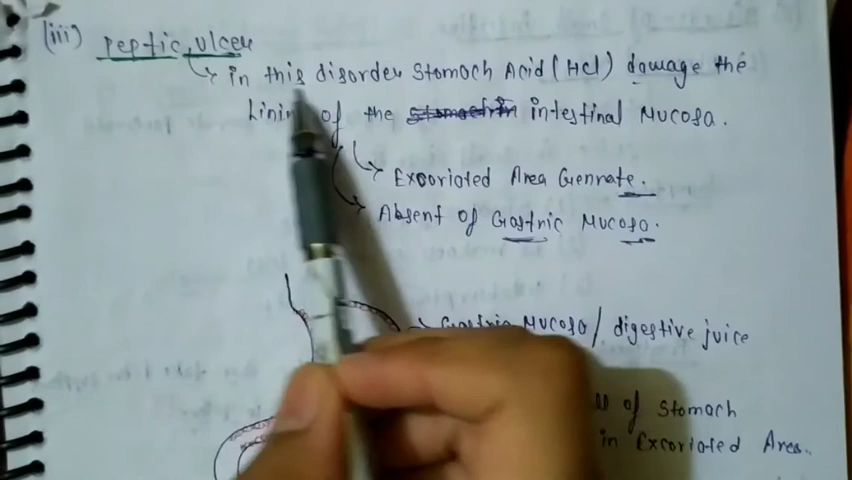 (iii) Peptic, ulcer
in this disorder Stomach Acid (Hcl) damage the
Lining of the intestinal Mucosa.
Excoriated Area Genrate.
Absent of Gastric Mucosa.
Gastric Mucosa / digestive juice
of Stomach
in Excoriated Area..